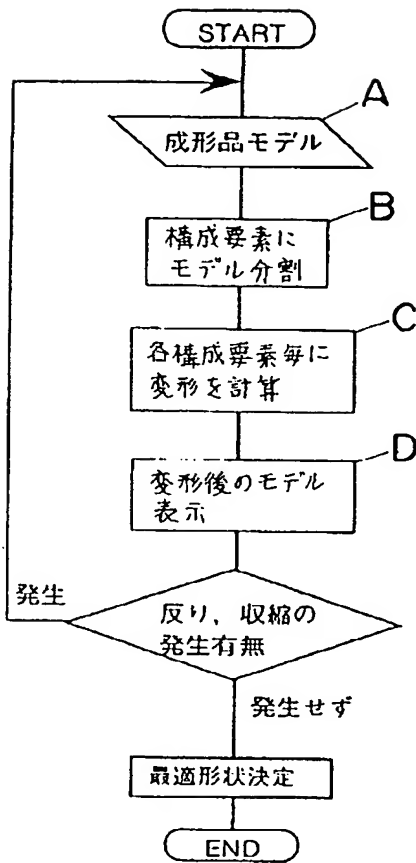 START
A
成形品モデル
B
構成要素に
モデル分割
C
各構成要素毎に
変形を計算
D
変形後のモデル
表示
発生
反り，収縮の
発生有無
発生せず
最適形状決定
END